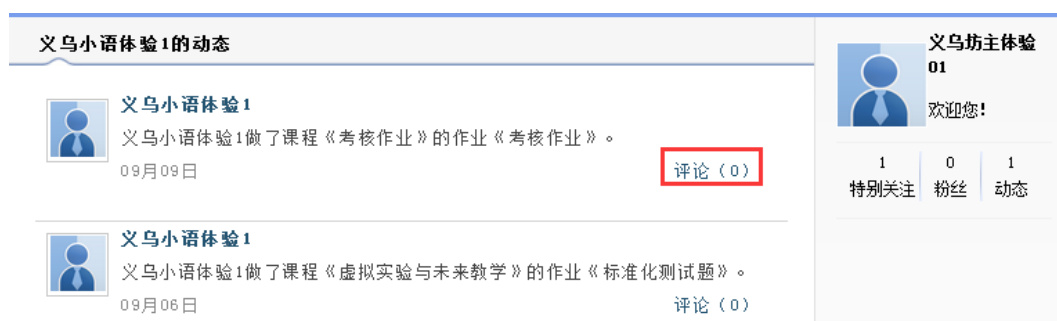 义乌小语体验1的动态
义乌小语体验1
义乌小语体验1做了课程《考核作业》的作业《考核作业》。
09月09日
评论（0）
义乌小语体验1
义乌小语体验1做了课程《虚拟实验与未来教学》的作业《标准化测试题》。
09月06日
评论（0）
义乌坊主体验
01
欢迎您!
1 0 1
特别关注 粉丝 动态